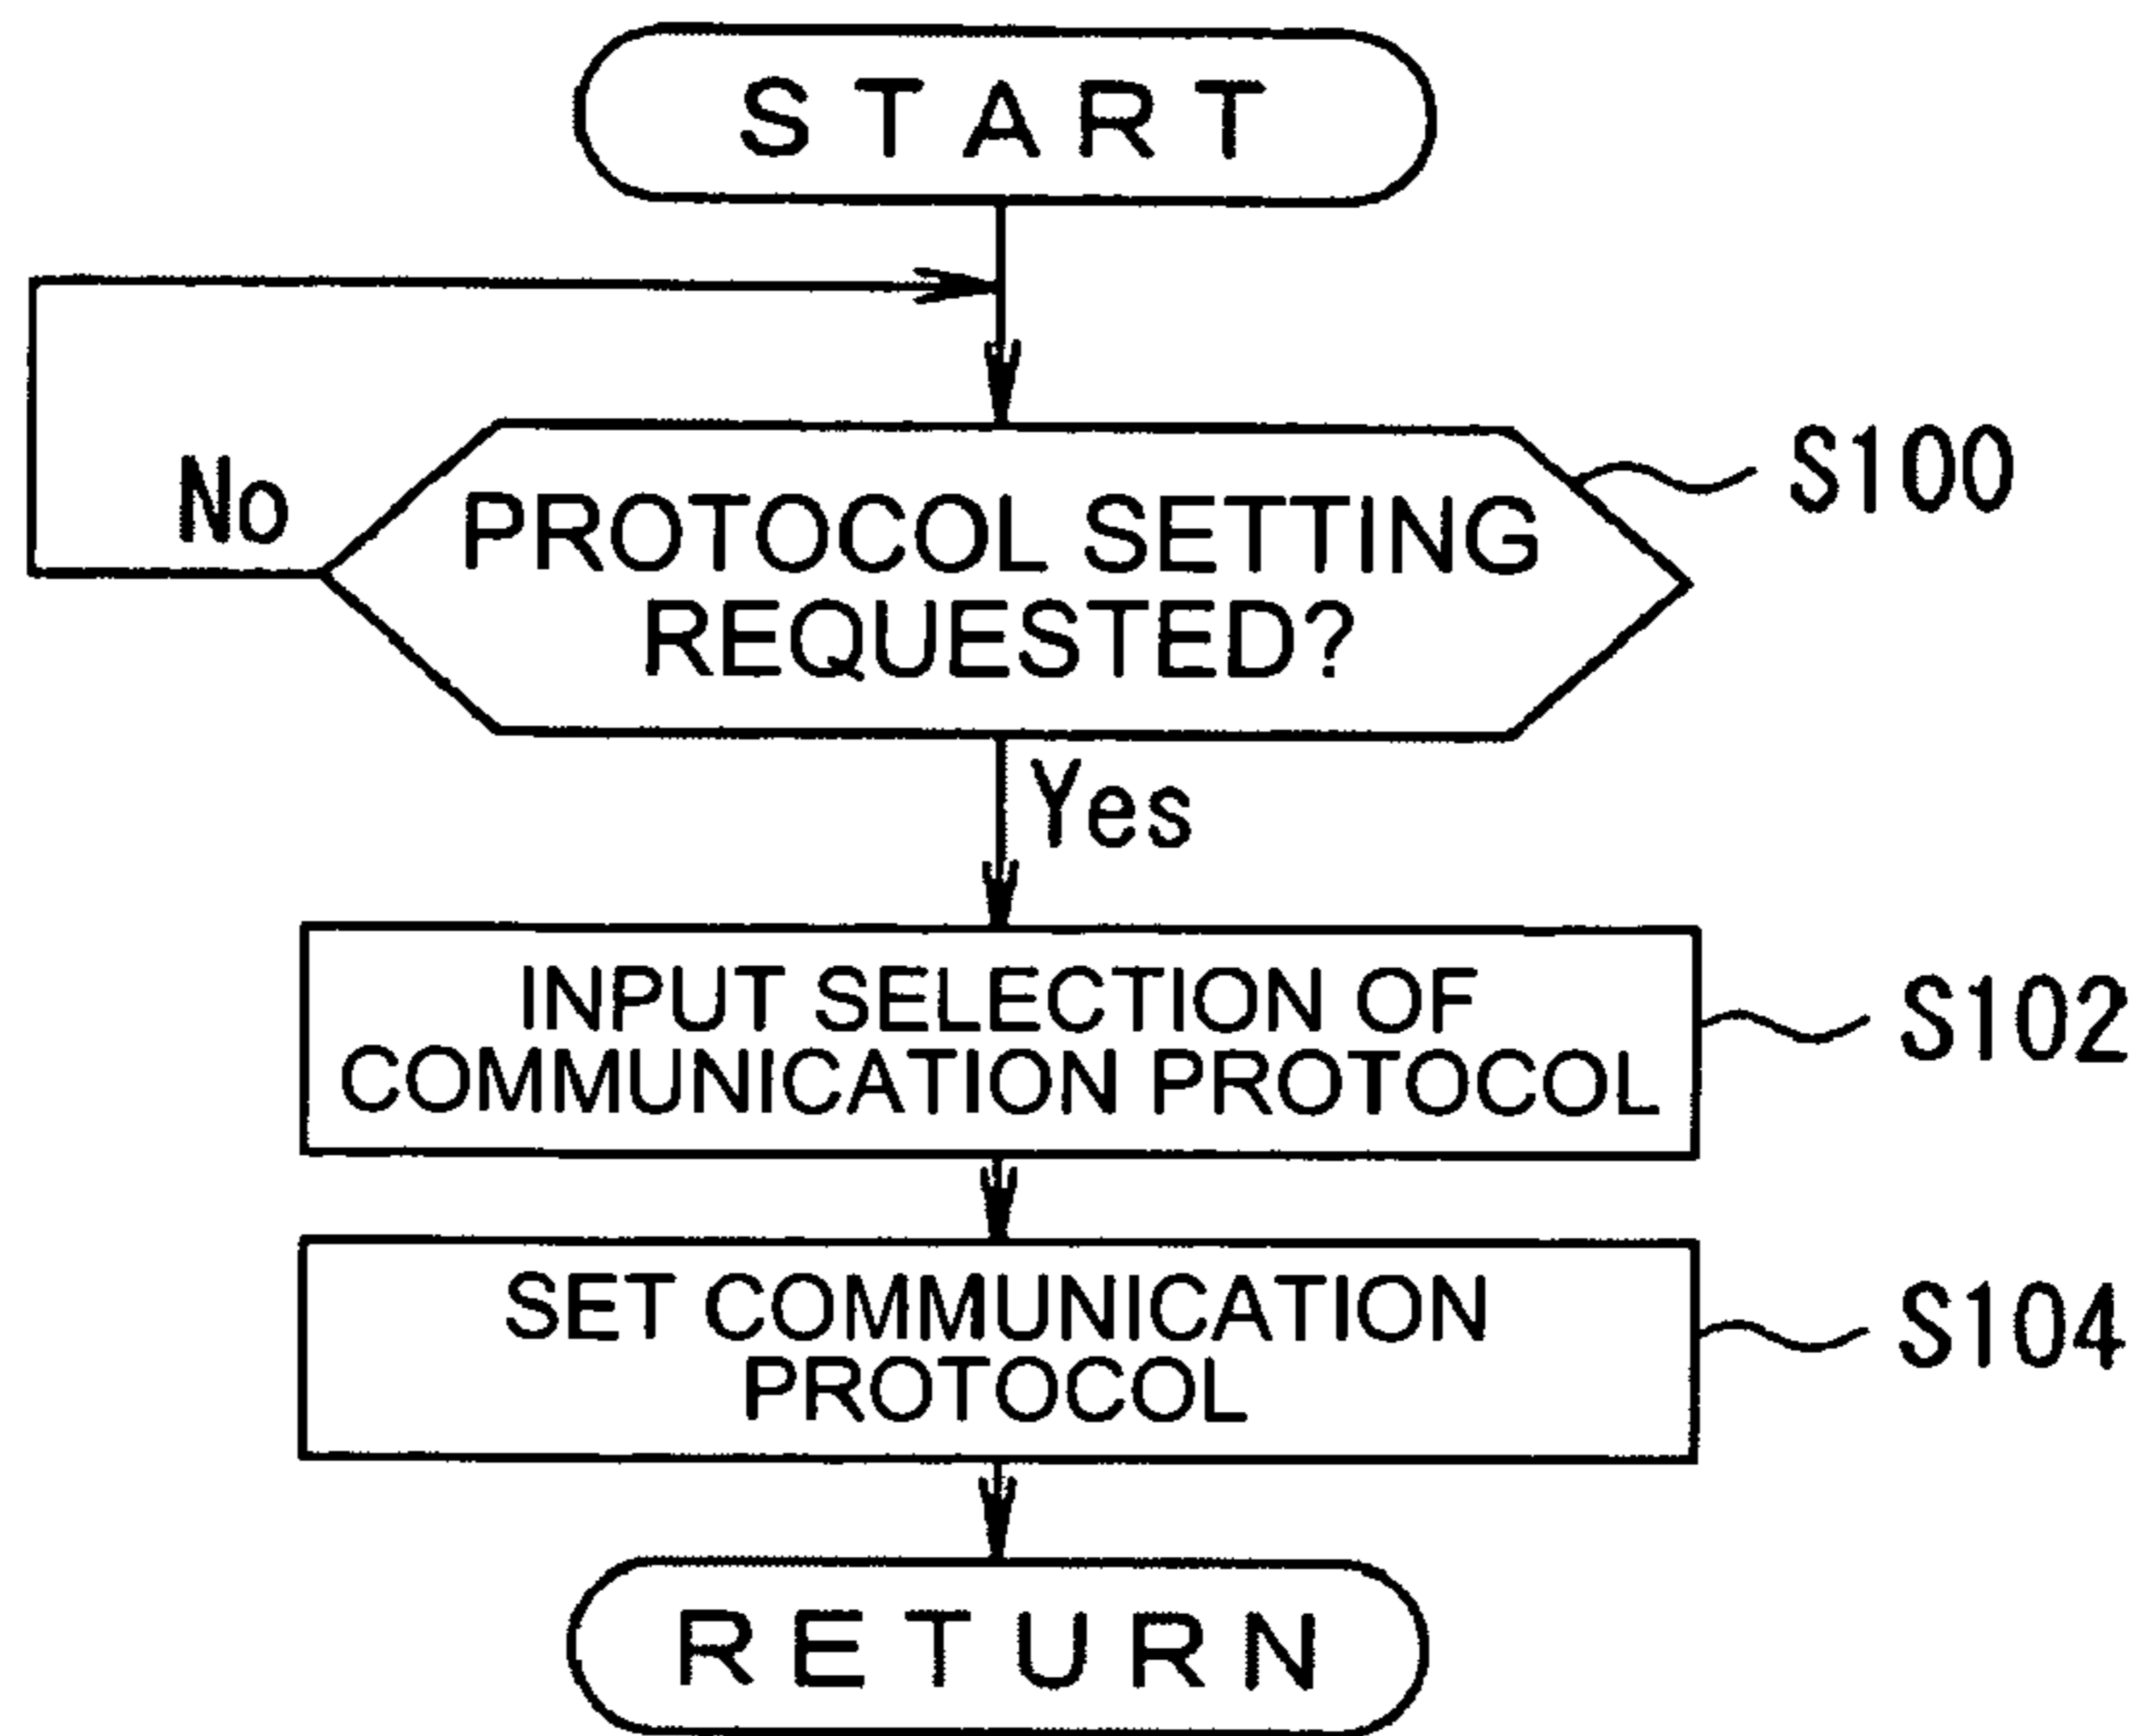 START
S100
No
PROTOCOL SETTING
REQUESTED?
Yes
INPUT SELECTION OF
COMMUNICATION PROTOCOL
S102
SET COMMUNICATION
PROTOCOL
S104
RETURN